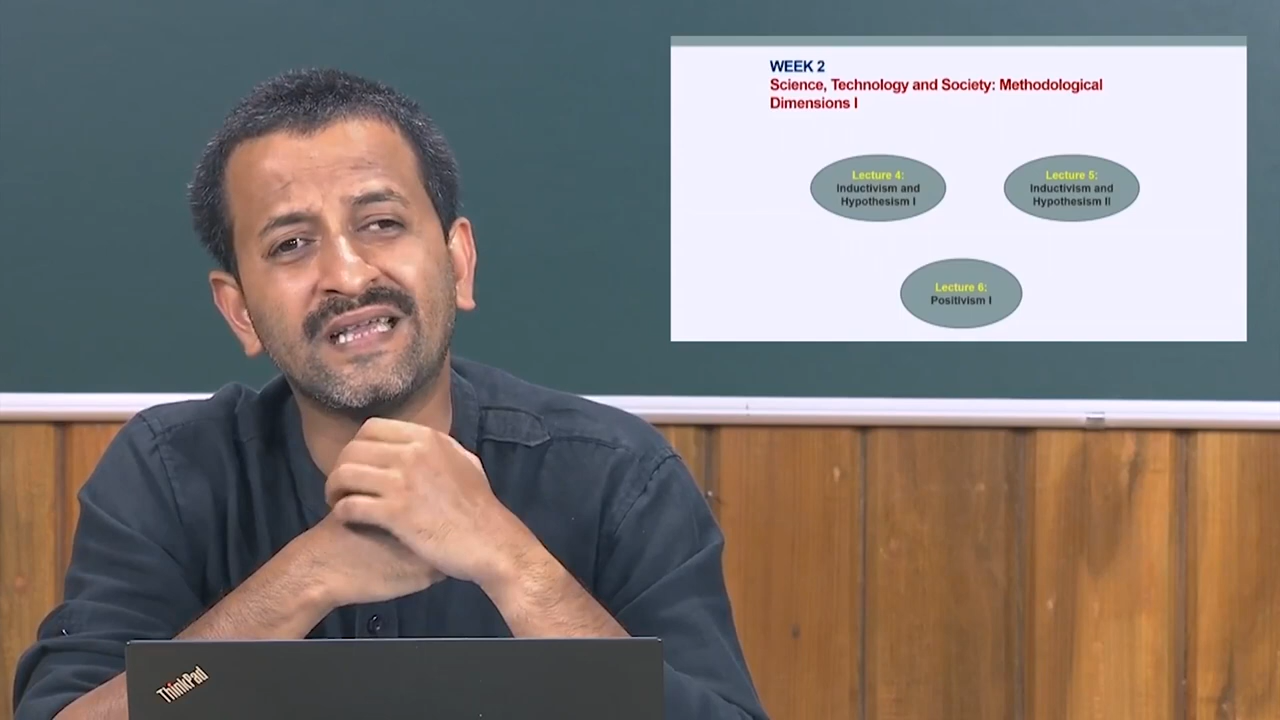 WEEK 2
Science, Technology and Society: Methodological
Dimensions I
Lecture 4:
Inductivism and
Hypothesism I
Lecture 5:
Inductivism and
Hypothesism II
Lecture 6:
Positivism I
ThinkPad